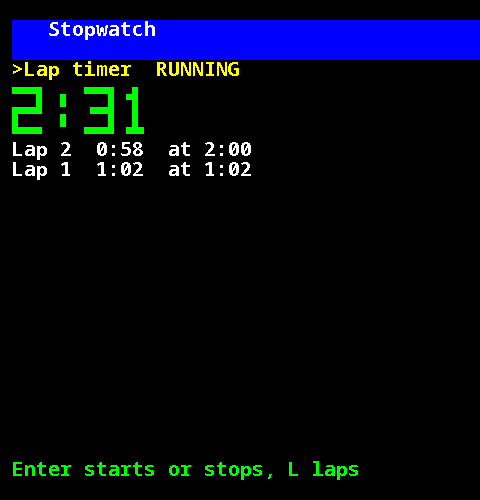 Stopwatch
>Lap timer  RUNNING
2:31
Lap 2  0:58  at 2:00
Lap 1  1:02  at 1:02
Enter starts or stops, L laps